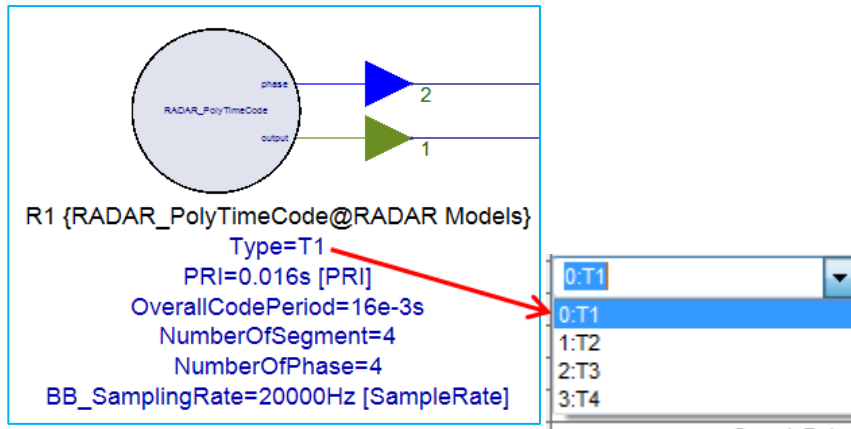 phase
RADAR_PolyTimeCode
output
2
1
R1 {RADAR_PolyTimeCode@RADAR Models}
Type=T1
PRI=0.016s [PRI]
OverallCodePeriod=16e-3s
NumberOfSegment=4
NumberOfPhase=4
BB_SamplingRate=20000Hz [SampleRate]
0:T1
0:T1
1:T2
2:T3
3:T4